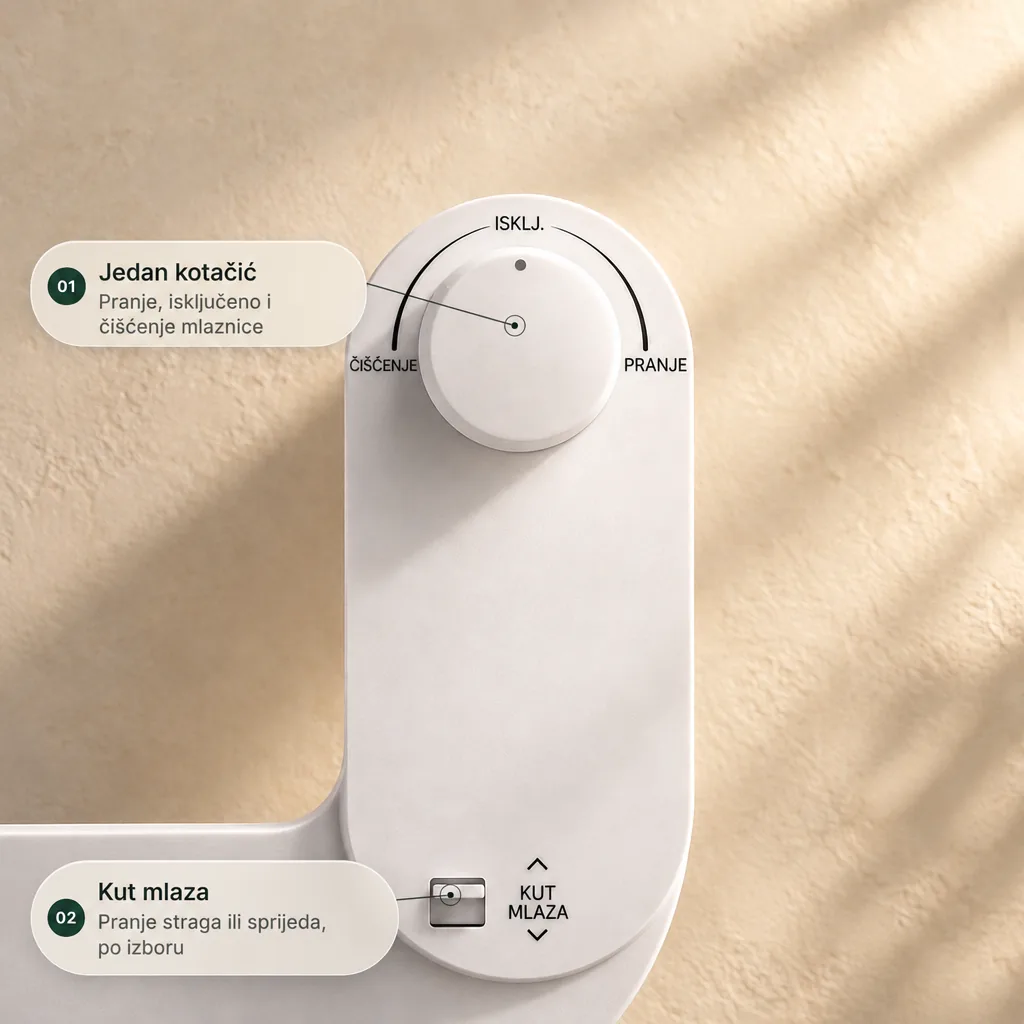 ISKLJ.
01
Jedan kotačić
Pranje, isključeno i
čišćenje mlaznice
ČIŠĆENJE
PRANJE
02
Kut mlaza
Pranje straga ili sprijeda,
po izboru
KUT
MLAZA